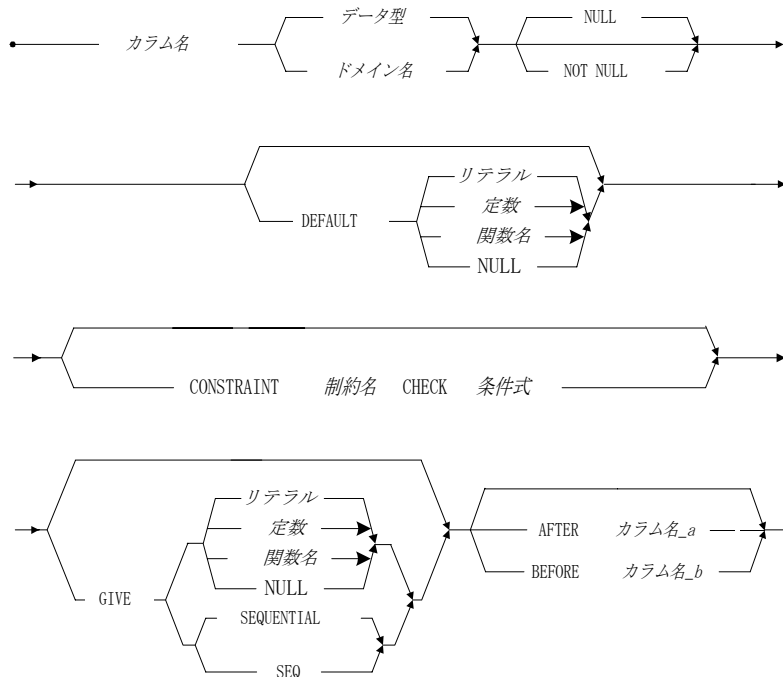 データ型
NULL
カラム名
ドメイン名
NOT NULL
リテラル
定数
DEFAULT
関数名
NULL
CONSTRAINT 制約名 CHECK 条件式
リテラル
定数
関数名
NULL
GIVE
SEQUENTIAL
SEQ
AFTER カラム名_a
BEFORE カラム名_b